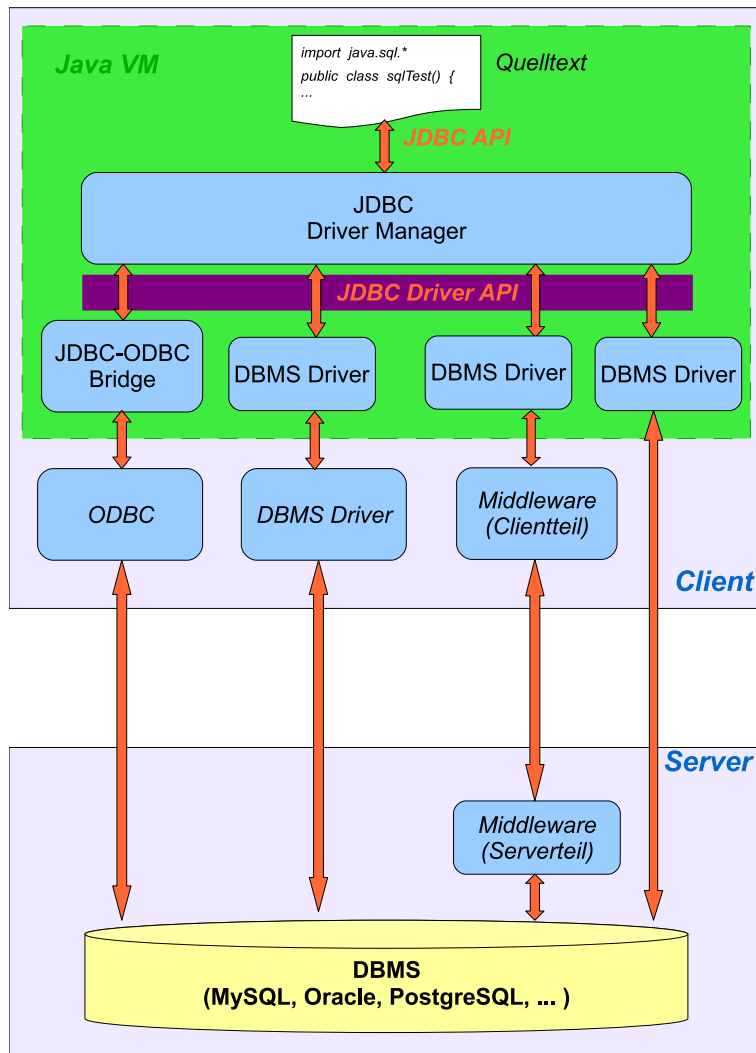 Java VM
import java.sql.*
public class sqlTest() {
...
Quelltext
JDBC API
JDBC
Driver Manager
JDBC Driver API
JDBC-ODBC
Bridge
DBMS Driver
DBMS Driver
DBMS Driver
ODBC
DBMS Driver
Middleware
(Clientteil)
Client
Server
Middleware
(Serverteil)
DBMS
(MySQL, Oracle, PostgreSQL, ... )